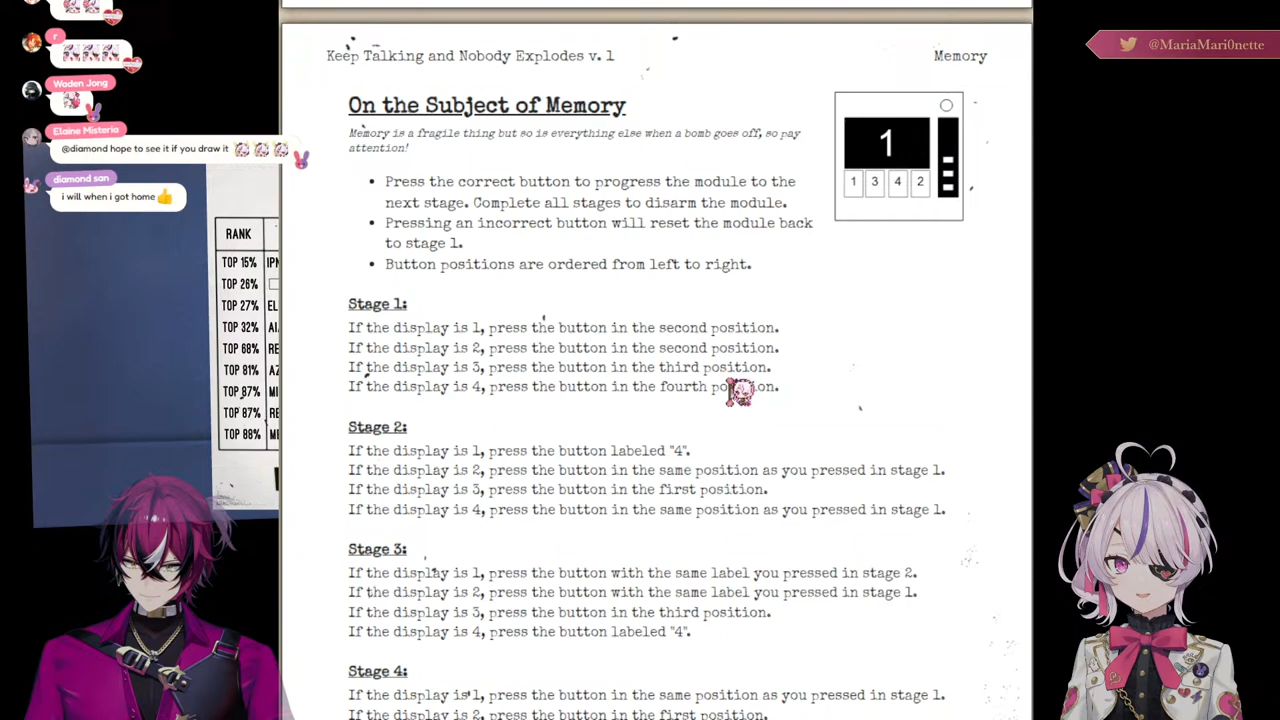 r
Waden Jong
Elaine Misteria
@diamond hope to see it if you draw it
diamond san
i will when i got home
RANK
TOP 15%
TOP 26%
TOP 27% EL
TOP 32%
TOP 68% RE
TOP 81%
TOP 87% MI
TOP 87% RE
TOP 88%
Keep Talking and Nobody Explodes v. 1
Memory
On the Subject of Memory
Memory is a fragile thing but so is everything else when a bomb goes off, so pay
attention!
1
1 3 4 2
• Press the correct button to progress the module to the
next stage. Complete all stages to disarm the module.
• Pressing an incorrect button will reset the module back
to stage 1.
• Button positions are ordered from left to right.
Stage 1:
If the display is 1, press the button in the second position.
If the display is 2, press the button in the second position.
If the display is 3, press the button in the third position.
If the display is 4, press the button in the fourth
Stage 2:
If the display is 1, press the button labeled "4".
If the display is 2, press the button in the same position as you pressed in stage 1.
If the display is 3, press the button in the first position.
If the display is 4, press the button in the same position as you pressed in stage 1.
Stage 3:
If the display is 1, press the button with the same label you pressed in stage 2.
If the display is 2, press the button with the same label you pressed in stage 1.
If the display is 3, press the button in the third position.
If the display is 4, press the button labeled "4".
Stage 4:
If the display is 1, press the button in the same position as you pressed in stage 1.
If the display is 2, press the button in the first position.
@MariaMari0nette